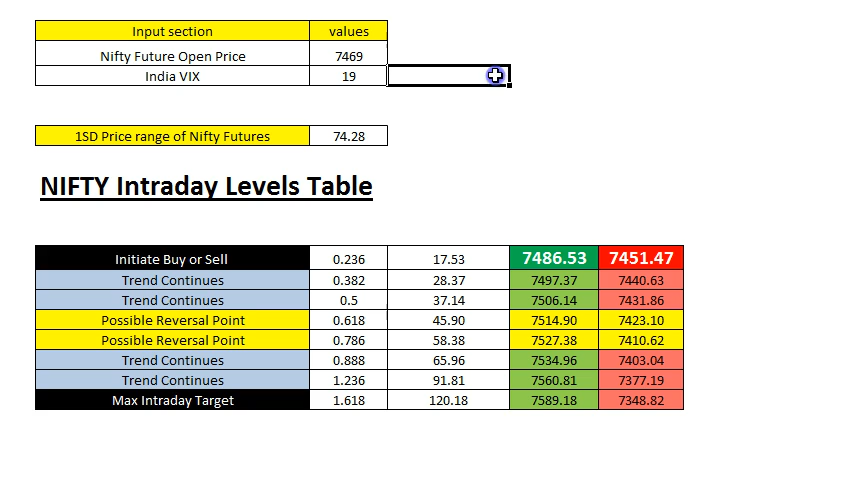 Input section values
Nifty Future Open Price 7469
India VIX 19
1SD Price range of Nifty Futures 74.28
NIFTY Intraday Levels Table
Initiate Buy or Sell 0.236 17.53 7486.53 7451.47
Trend Continues 0.382 28.37 7497.37 7440.63
Trend Continues 0.5 37.14 7506.14 7431.86
Possible Reversal Point 0.618 45.90 7514.90 7423.10
Possible Reversal Point 0.786 58.38 7527.38 7410.62
Trend Continues 0.888 65.96 7534.96 7403.04
Trend Continues 1.236 91.81 7560.81 7377.19
Max Intraday Target 1.618 120.18 7589.18 7348.82